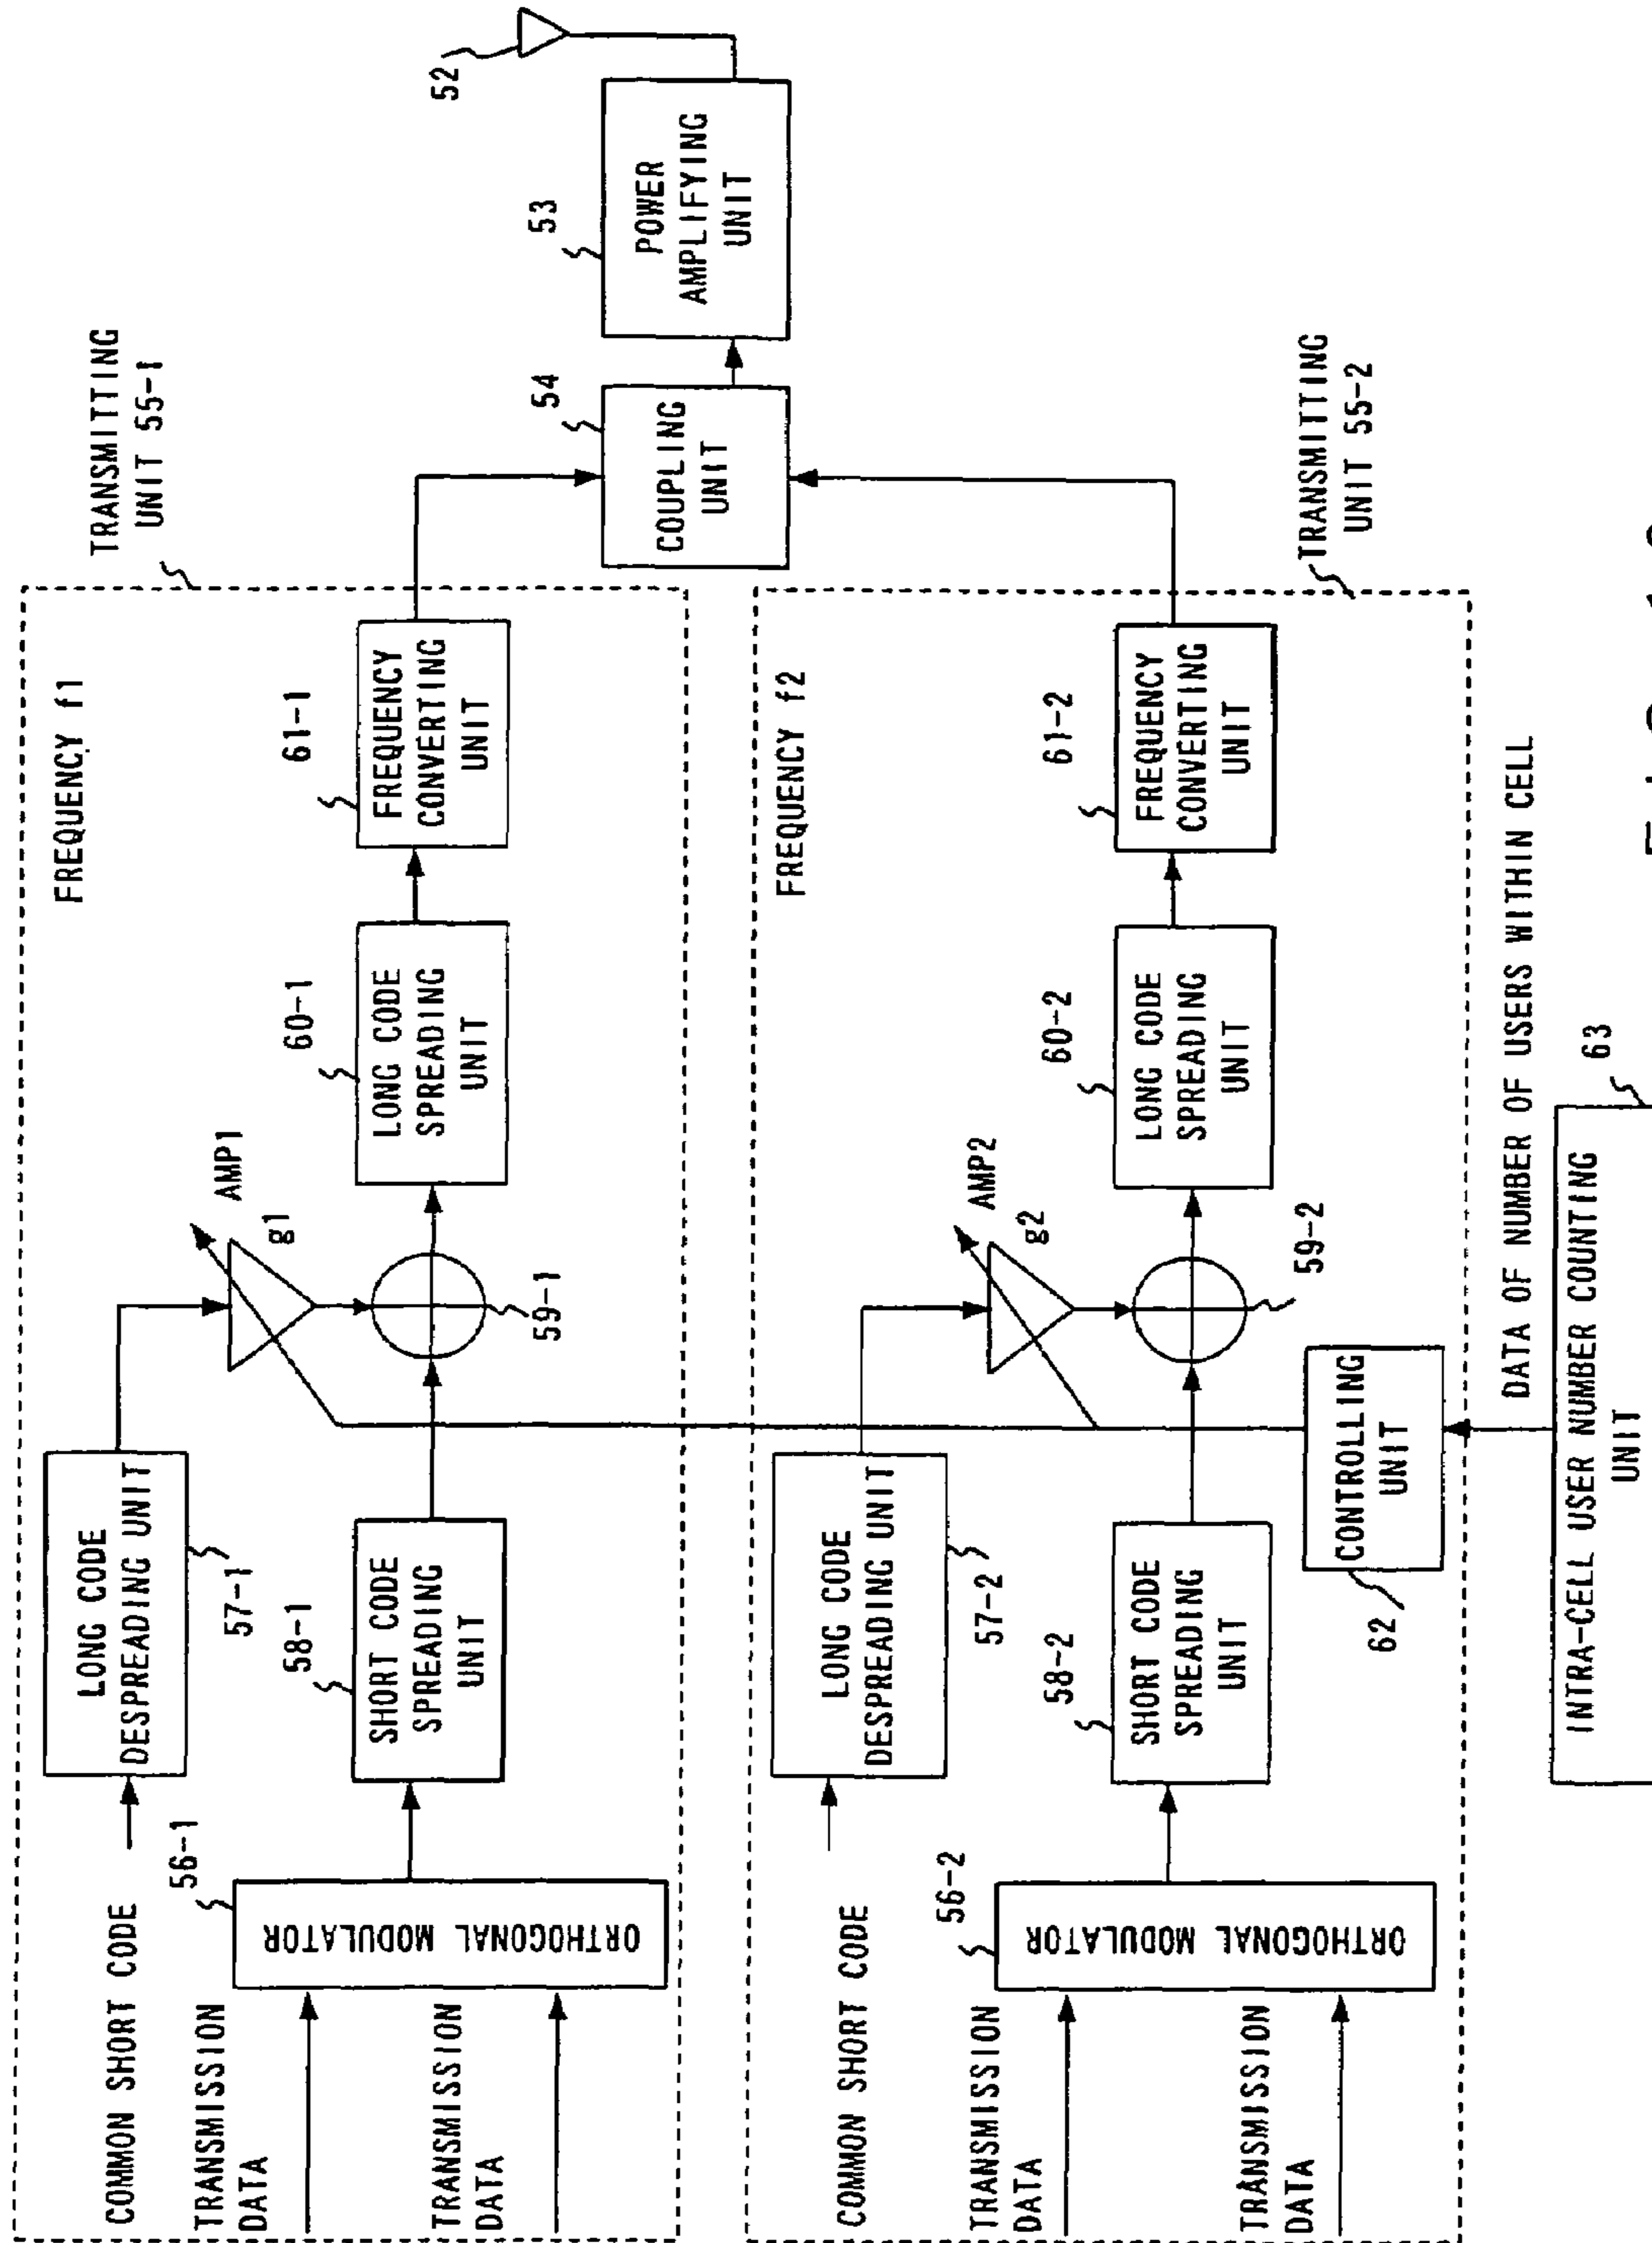 TRANSMITTING
UNIT 55-1
FREQUENCY f1
COMMON SHORT CODE
LONG CODE
DESPREADING UNIT
57-1
AMP1
g1
TRANSMISSION
DATA
TRANSMISSION
DATA
56-1
ORTHOGONAL MODULATOR
58-1
SHORT CODE
SPREADING
UNIT
59-1
60-1
LONG CODE
SPREADING
UNIT
61-1
FREQUENCY
CONVERTING
UNIT
54
COUPLING
UNIT
53
POWER
AMPLIFYING
UNIT
52
FREQUENCY f2
COMMON SHORT CODE
LONG CODE
DESPREADING UNIT
57-2
AMP2
g2
TRANSMISSION
DATA
TRANSMISSION
DATA
56-2
ORTHOGONAL MODULATOR
58-2
SHORT CODE
SPREADING
UNIT
59-2
60-2
LONG CODE
SPREADING
UNIT
61-2
FREQUENCY
CONVERTING
UNIT
TRANSMITTING
UNIT 55-2
CONTROLLING
UNIT
62
DATA OF NUMBER OF USERS WITHIN CELL
INTRA-CELL USER NUMBER COUNTING
UNIT
63